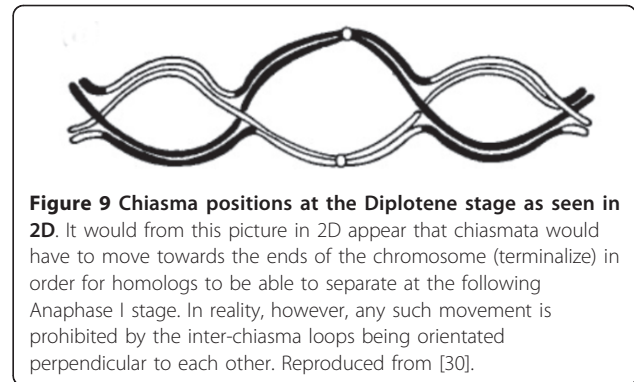 Figure 9 Chiasma positions at the Diplotene stage as seen in
2D. It would from this picture in 2D appear that chiasmata would
have to move towards the ends of the chromosome (terminalize) in
order for homologs to be able to separate at the following
Anaphase I stage. In reality, however, any such movement is
prohibited by the inter-chiasma loops being orientated
perpendicular to each other. Reproduced from [30].